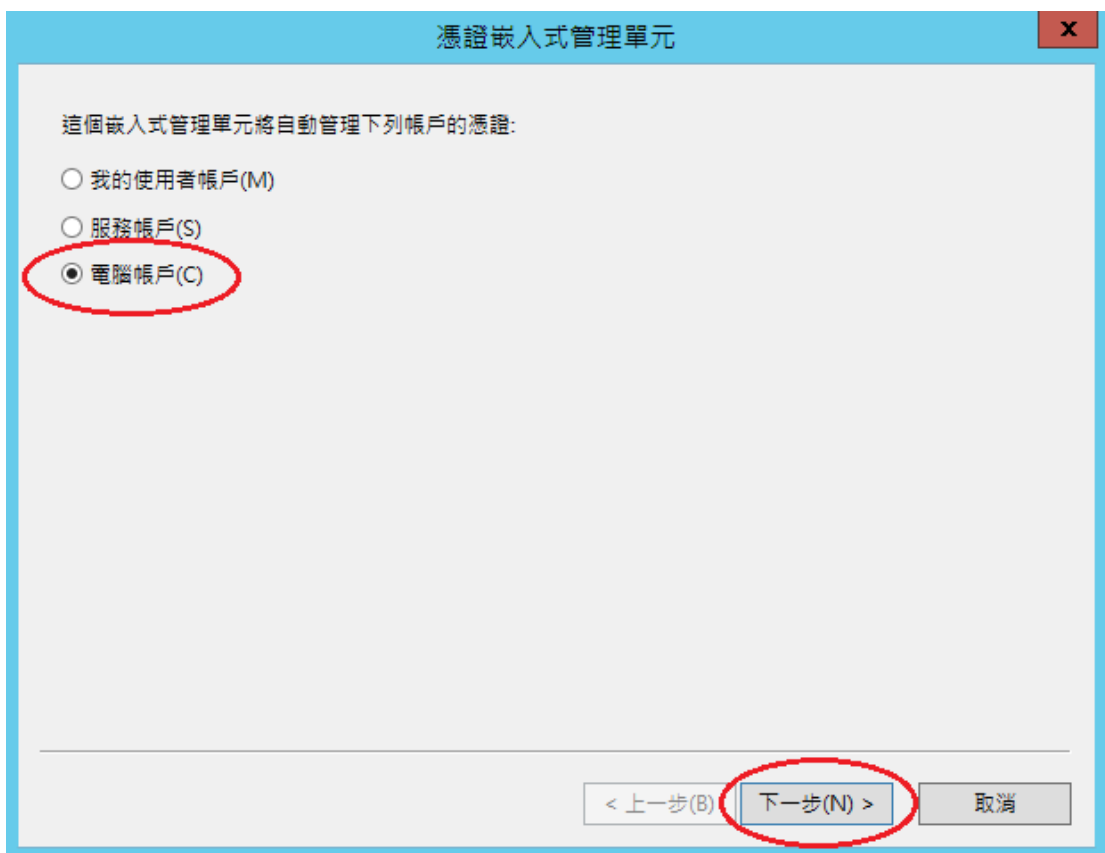 憑證嵌入式管理單元
x
這個嵌入式管理單元將自動管理下列帳戶的憑證:
我的使用者帳戶(M)
服務帳戶(S)
電腦帳戶(C)
< 上一步(B) 下一步(N) > 取消